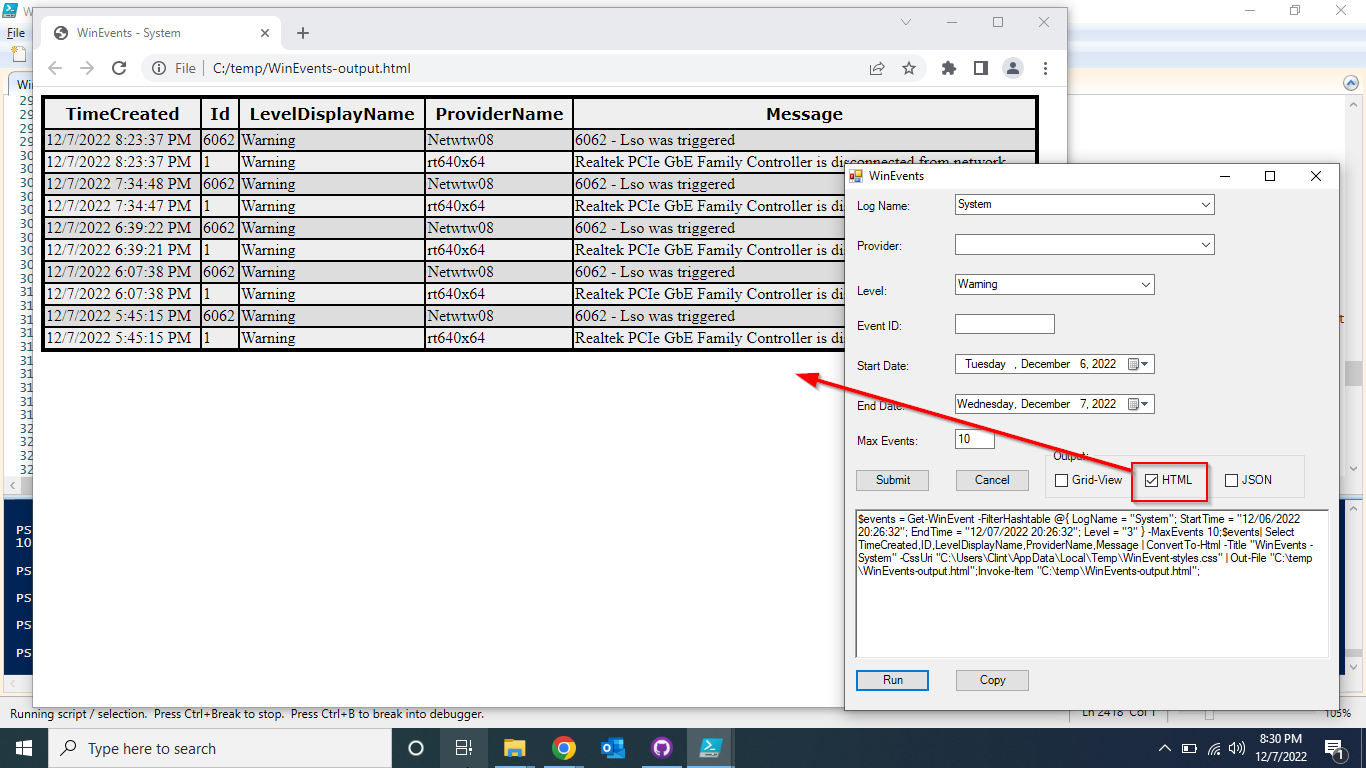 W
File
WinEvents - System
File | C:/temp/WinEvents-output.html
Win
TimeCreated Id LevelDisplayName ProviderName Message
12/7/2022 8:23:37 PM 6062 Warning Netwtw08 6062 - Lso was triggered
12/7/2022 8:23:37 PM 1 Warning rt640x64 Realtek PCIe GbE Family Controller is disconnected from network.
12/7/2022 7:34:48 PM 6062 Warning Netwtw08 6062 - Lso was triggered
12/7/2022 7:34:47 PM 1 Warning rt640x64 Realtek PCIe GbE Family Controller is dis
12/7/2022 6:39:22 PM 6062 Warning Netwtw08 6062 - Lso was triggered
12/7/2022 6:39:21 PM 1 Warning rt640x64 Realtek PCIe GbE Family Controller is dis
12/7/2022 6:07:38 PM 6062 Warning Netwtw08 6062 - Lso was triggered
12/7/2022 6:07:38 PM 1 Warning rt640x64 Realtek PCIe GbE Family Controller is dis
12/7/2022 5:45:15 PM 6062 Warning Netwtw08 6062 - Lso was triggered
12/7/2022 5:45:15 PM 1 Warning rt640x64 Realtek PCIe GbE Family Controller is dis
WinEvents
Log Name: System
Provider:
Level: Warning
Event ID:
Start Date: Tuesday , December 6, 2022
End Date: Wednesday, December 7, 2022
Max Events: 10
Output:
Submit Cancel Grid-View HTML JSON
$events = Get-WinEvent -FilterHashtable @{ LogName = "System"; StartTime = "12/06/2022
20:26:32"; EndTime = "12/07/2022 20:26:32"; Level = "3" } -MaxEvents 10;$events| Select
TimeCreated,ID,LevelDisplayName,ProviderName,Message | ConvertTo-Html -Title "WinEvents -
System" -CssUri "C:\Users\Clint\AppData\Local\Temp\WinEvent-styles.css" | Out-File "C:\temp
\WinEvents-output.html";Invoke-Item "C:\temp\WinEvents-output.html";
Run Copy
PS
10
PS
PS
PS
PS
Running script / selection. Press Ctrl+Break to stop. Press Ctrl+B to break into debugger.
Ln 2418 Col 1 105%
Type here to search
8:30 PM
12/7/2022
1